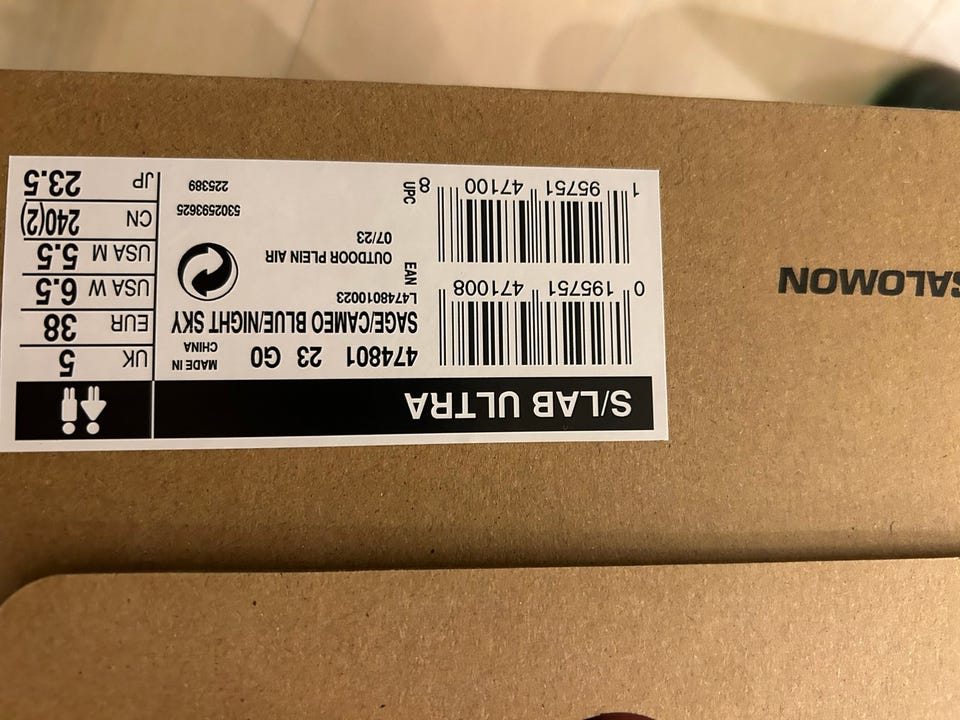 SALOMON
S/LAB ULTRA
UK 5
EUR 38
USA W 6.5
USA M 5.5
CN 240(2)
JP 23.5
474801 23 G0 MADE IN
CHINA
SAGE/CAMEO BLUE/NIGHT SKY
L4748010023
OUTDOOR PLEIN AIR
07/23
5302593625
225389
EAN
0 195751 471008
UPC
1 95751 47100 8